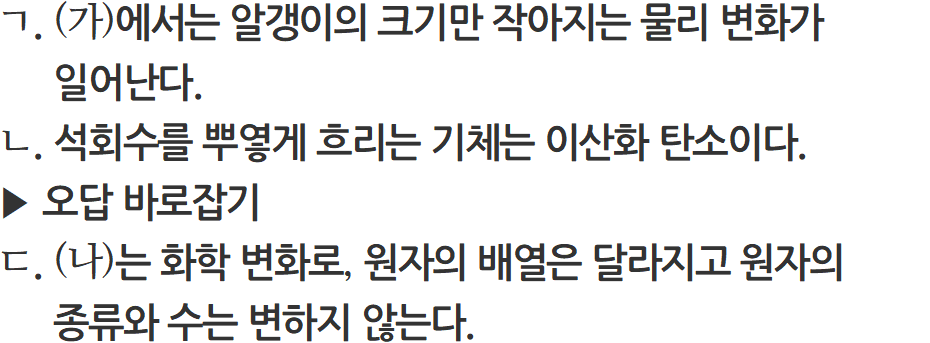 ㄱ. (가)에서는 알갱이의 크기만 작아지는 물리 변화가
일어난다.
ㄴ. 석회수를 뿌옇게 흐리는 기체는 이산화 탄소이다.
▶ 오답 바로잡기
ㄷ. (나)는 화학 변화로, 원자의 배열은 달라지고 원자의
종류와 수는 변하지 않는다.